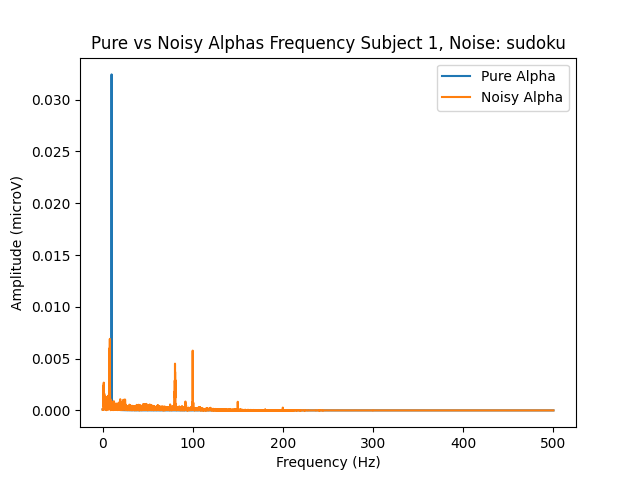 Pure vs Noisy Alphas Frequency Subject 1, Noise: sudoku
Pure Alpha
Noisy Alpha
Amplitude (microV)
0.030
0.025
0.020
0.015
0.010
0.005
0.000
0 100 200 300 400 500
Frequency (Hz)